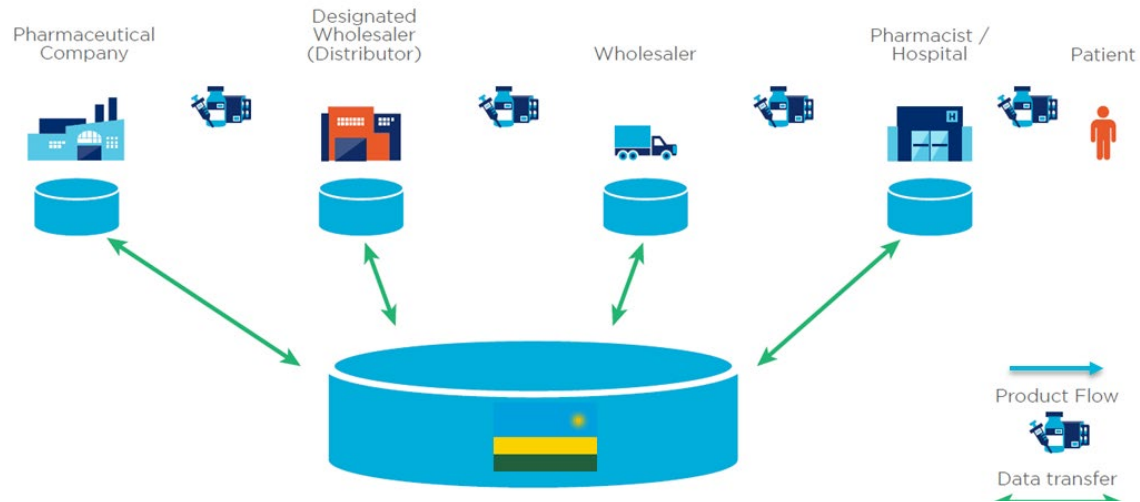 Pharmaceutical
Company
Designated
Wholesaler
(Distributor)
Wholesaler
Pharmacist /
Hospital
Patient
H
Product Flow
Data transfer